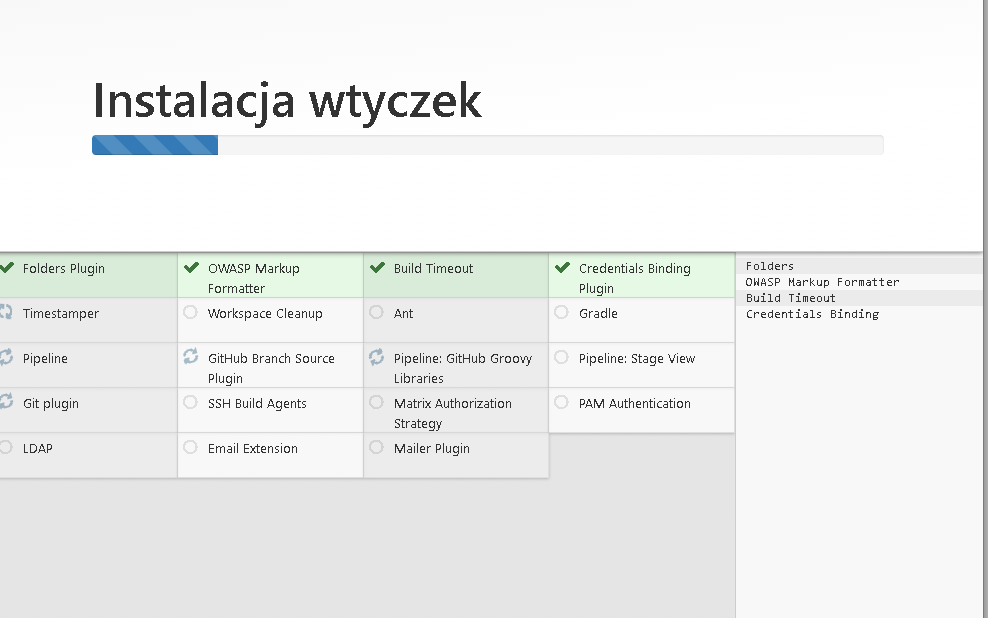 Instalacja wtyczek
Folders Plugin
OWASP Markup
Formatter
Build Timeout
Credentials Binding
Plugin
Timestamper
Workspace Cleanup
Ant
Gradle
Pipeline
GitHub Branch Source
Plugin
Pipeline: GitHub Groovy
Libraries
Pipeline: Stage View
Git plugin
SSH Build Agents
Matrix Authorization
Strategy
PAM Authentication
LDAP
Email Extension
Mailer Plugin
Folders
OWASP Markup Formatter
Build Timeout
Credentials Binding